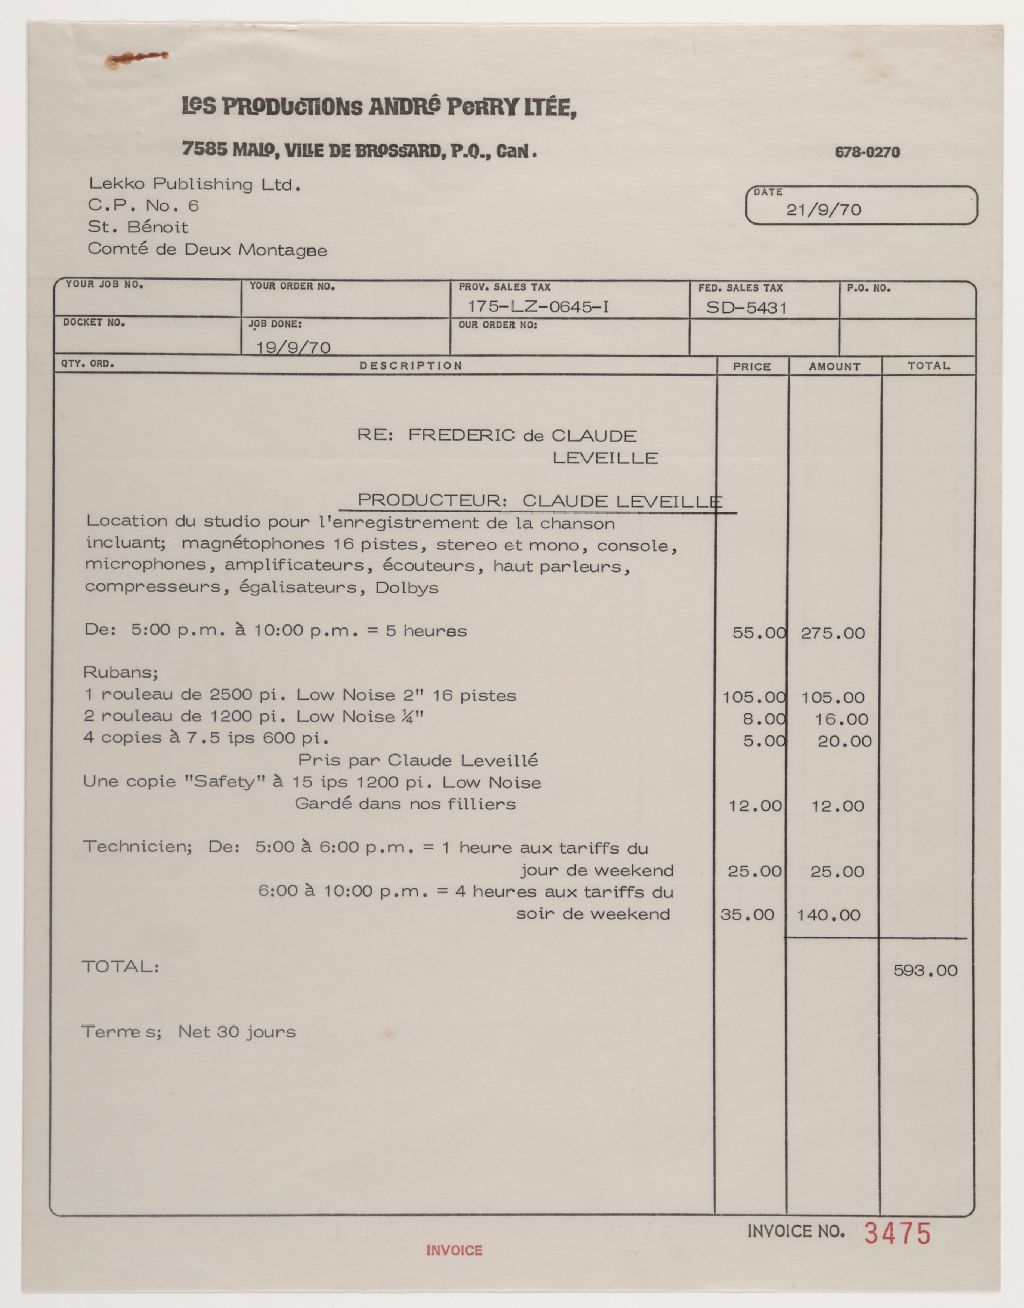 Les Productions André Perry Ltée,
7585 Malo, Ville de Brossard, P.Q., Can.
678-0270
Lekko Publishing Ltd.
C.P. No. 6
St. Bénoit
Comté de Deux Montagne
DATE
21/9/70
YOUR JOB NO.
YOUR ORDER NO.
PROV. SALES TAX
175-LZ-0645-I
FED. SALES TAX
SD-5431
P.O. NO.
DOCKET NO.
JOB DONE:
19/9/70
OUR ORDER NO:
QTY. ORD. DESCRIPTION PRICE AMOUNT TOTAL
RE: FREDERIC de CLAUDE
LEVEILLE
PRODUCTEUR: CLAUDE LEVEILLE
Location du studio pour l'enregistrement de la chanson
incluant; magnétophones 16 pistes, stereo et mono, console,
microphones, amplificateurs, écouteurs, haut parleurs,
compresseurs, égalisateurs, Dolbys
De: 5:00 p.m. à 10:00 p.m. = 5 heures 55.00 275.00
Rubans;
1 rouleau de 2500 pi. Low Noise 2" 16 pistes 105.00 105.00
2 rouleau de 1200 pi. Low Noise ¼" 8.00 16.00
4 copies à 7.5 ips 600 pi. 5.00 20.00
Pris par Claude Leveillé
Une copie "Safety" à 15 ips 1200 pi. Low Noise
Gardé dans nos filliers 12.00 12.00
Technicien; De: 5:00 à 6:00 p.m. = 1 heure aux tariffs du
jour de weekend 25.00 25.00
6:00 à 10:00 p.m. = 4 heures aux tariffs du
soir de weekend 35.00 140.00
TOTAL: 593.00
Termes; Net 30 jours
INVOICE NO. 3475
INVOICE